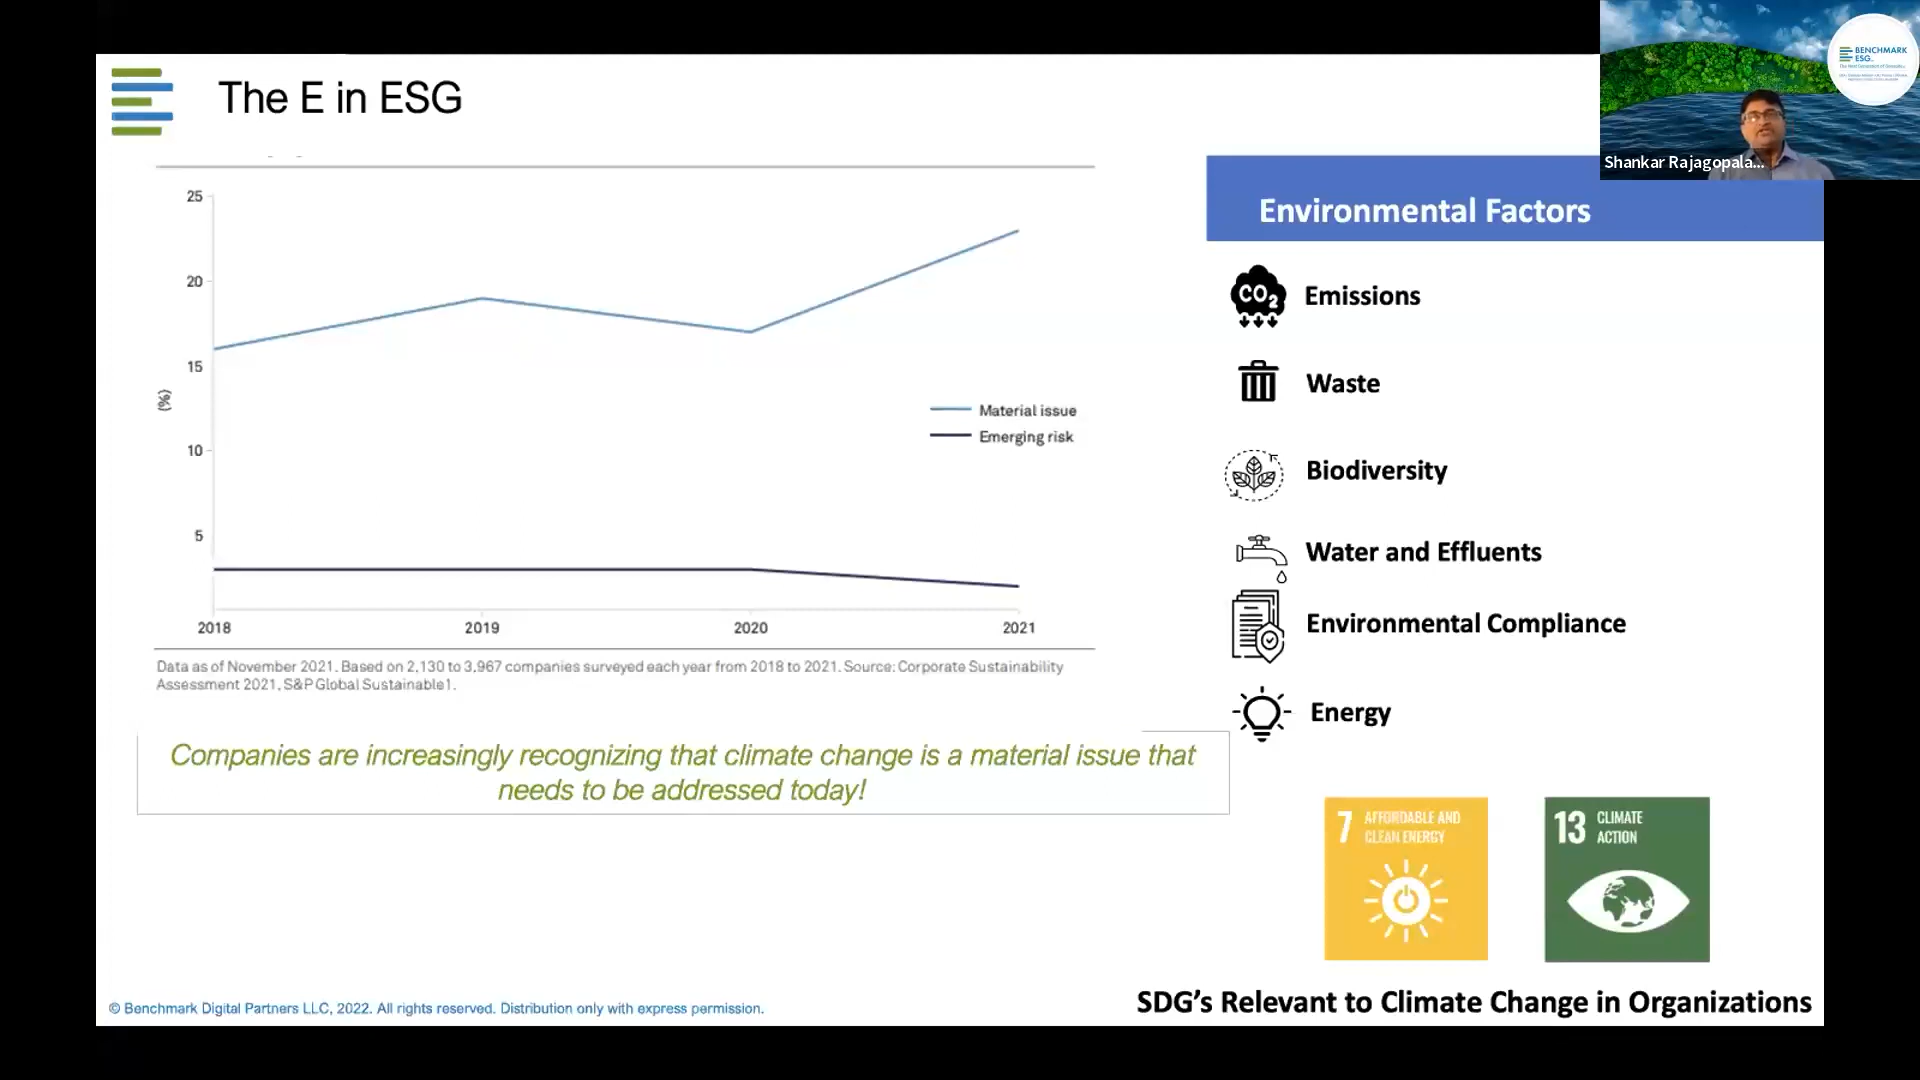 The E in ESG
25
20
15
10
5
(%)
Material issue
Emerging risk
2018
2019
2020
2021
Data as of November 2021. Based on 2,130 to 3,967 companies surveyed each year from 2018 to 2021. Source: Corporate Sustainability
Assessment 2021, S&P Global Sustainable1.
Companies are increasingly recognizing that climate change is a material issue that
needs to be addressed today!
© Benchmark Digital Partners LLC, 2022. All rights reserved. Distribution only with express permission.
BENCHMARK
ESG
Shankar Rajagopala...
Environmental Factors
CO2
Emissions
Waste
Biodiversity
Water and Effluents
Environmental Compliance
Energy
7 AFFORDABLE AND
CLEAN ENERGY
13 CLIMATE
ACTION
SDG's Relevant to Climate Change in Organizations